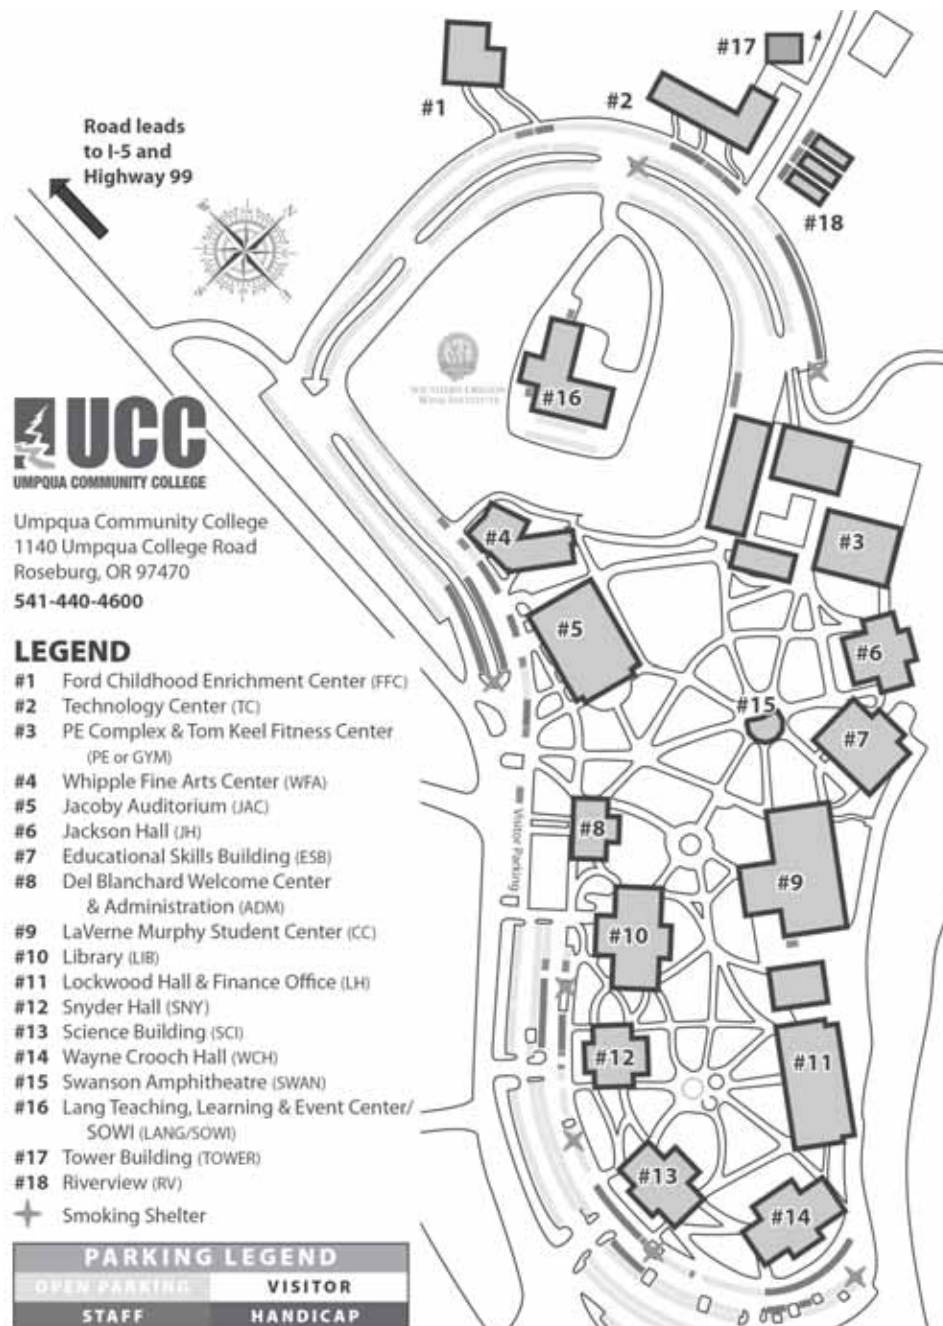 #17
#1
#2
Road leads
to I-5 and
Highway 99
#18
#16
UCC
UMPQUA COMMUNITY COLLEGE
Umpqua Community College
1140 Umpqua College Road
Roseburg, OR 97470
541-440-4600
#4
#3
#5
#6
#15
#7
#8
Visitor Parking
#9
#10
#12
#11
#13
#14
LEGEND
#1 Ford Childhood Enrichment Center (FFC)
#2 Technology Center (TC)
#3 PE Complex & Tom Keel Fitness Center
(PE or GYM)
#4 Whipple Fine Arts Center (WFA)
#5 Jacoby Auditorium (JAC)
#6 Jackson Hall (JH)
#7 Educational Skills Building (ESB)
#8 Del Blanchard Welcome Center
& Administration (ADM)
#9 LaVerne Murphy Student Center (CC)
#10 Library (LIB)
#11 Lockwood Hall & Finance Office (LH)
#12 Snyder Hall (SNY)
#13 Science Building (SCI)
#14 Wayne Crooch Hall (WCH)
#15 Swanson Amphitheatre (SWAN)
#16 Lang Teaching, Learning & Event Center/
SOWI (LANG/SOWI)
#17 Tower Building (TOWER)
#18 Riverview (RV)
Smoking Shelter
PARKING LEGEND
OPEN PARKING VISITOR
STAFF HANDICAP
SOUTHERN OREGON
WINE INSTITUTE